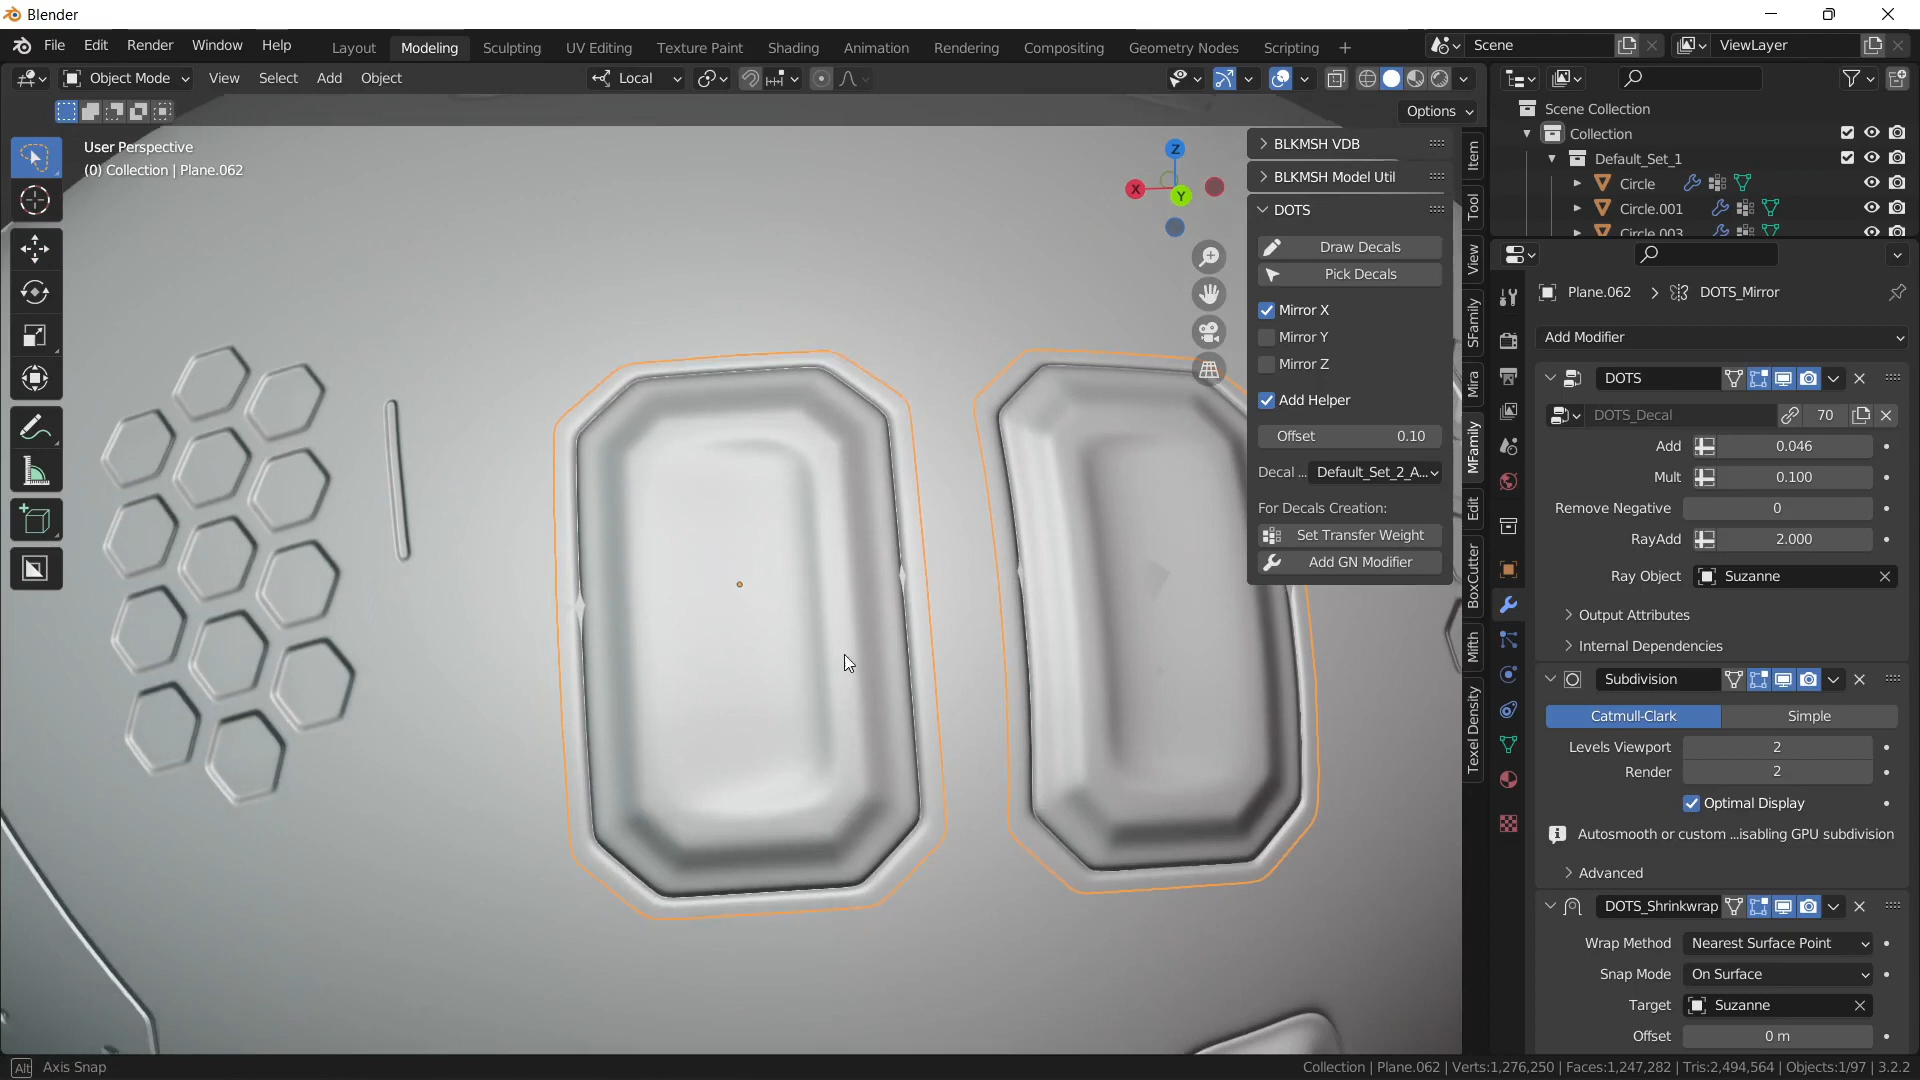 Blender
File Edit Render Window Help Layout Modeling Sculpting UV Editing Texture Paint Shading Animation Rendering Compositing Geometry Nodes Scripting + Scene ViewLayer
Object Mode View Select Add Object Local
Options
User Perspective
(0) Collection | Plane.062
Z
X
Y
BLKMSH VDB
BLKMSH Model Util
DOTS
Draw Decals
Pick Decals
Mirror X
Mirror Y
Mirror Z
Add Helper
Offset 0.10
Decal ... Default_Set_2_A...
For Decals Creation:
Set Transfer Weight
Add GN Modifier
Item
Tool
View
SFamily
Mira
MFamily
Edit
BoxCutter
Mifth
Texel Density
Scene Collection
Collection
Default_Set_1
Circle
Circle.001
Circle.003
Plane.062 > DOTS_Mirror
Add Modifier
DOTS
DOTS_Decal 70
Add 0.046
Mult 0.100
Remove Negative 0
RayAdd 2.000
Ray Object Suzanne
Output Attributes
Internal Dependencies
Subdivision
Catmull-Clark Simple
Levels Viewport 2
Render 2
Optimal Display
Autosmooth or custom ...isabling GPU subdivision
Advanced
DOTS_Shrinkwrap
Wrap Method Nearest Surface Point
Snap Mode On Surface
Target Suzanne
Offset 0 m
Alt Axis Snap
Collection | Plane.062 | Verts:1,276,250 | Faces:1,247,282 | Tris:2,494,564 | Objects:1/97 | 3.2.2